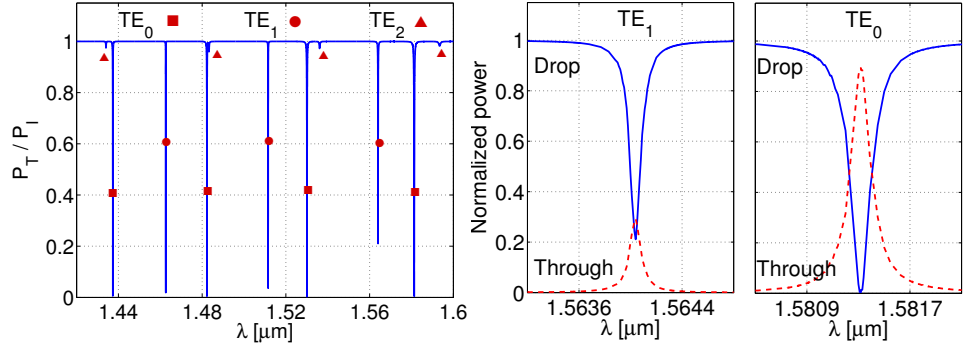 TE0 TE1 TE2
P_T / P_I
1
0.8
0.6
0.4
0.2
0
1.44 1.48 1.52 1.56 1.6
λ [μm]
TE1
Normalized power
1
0.8
0.6
0.4
0.2
0
Drop
Through
1.5636 1.5644
λ [μm]
TE0
Drop
Through
1.5809 1.5817
λ [μm]